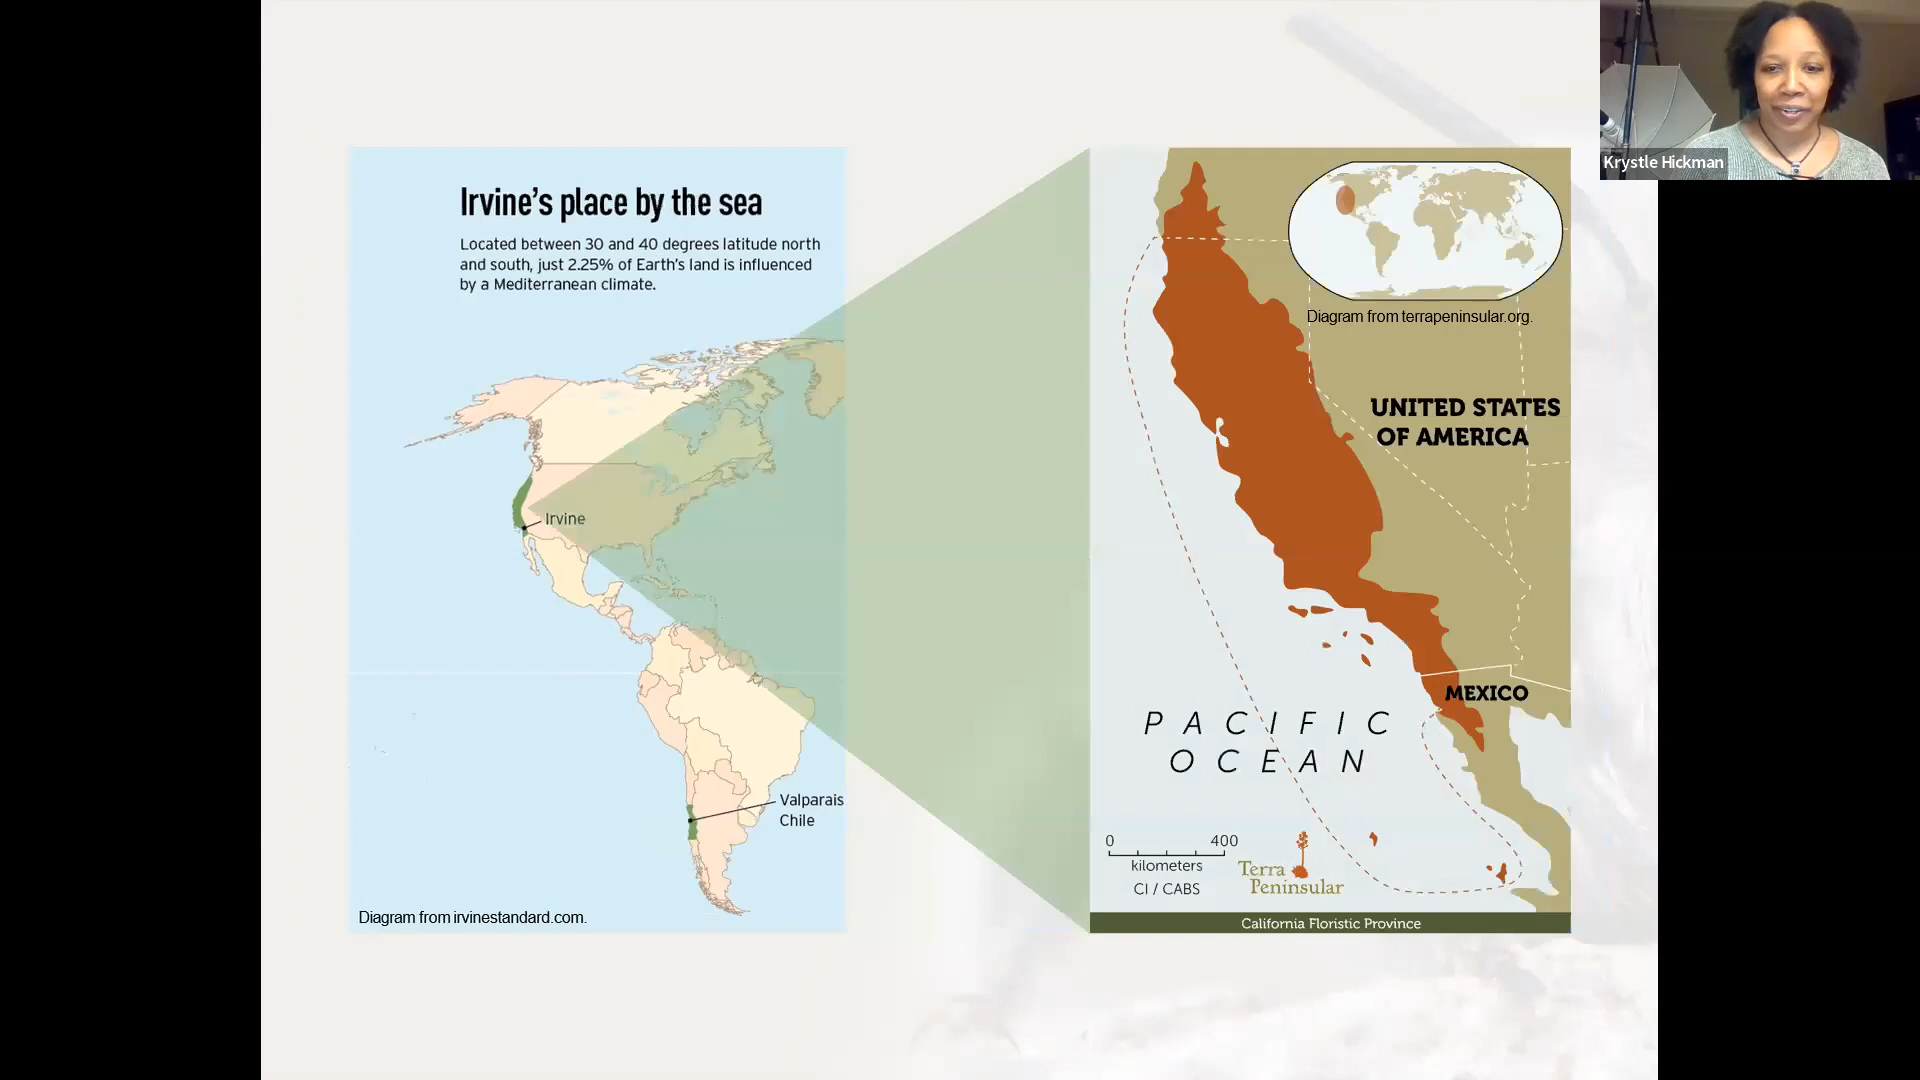 Irvine's place by the sea
Located between 30 and 40 degrees latitude north
and south, just 2.25% of Earth's land is influenced
by a Mediterranean climate.
Irvine
Valparais
Chile
Diagram from irvinestandard.com.
Diagram from terrapeninsular.org.
UNITED STATES
OF AMERICA
MEXICO
PACIFIC
OCEAN
0 400
kilometers
CI / CABS
Terra
Peninsular
California Floristic Province
Krystle Hickman